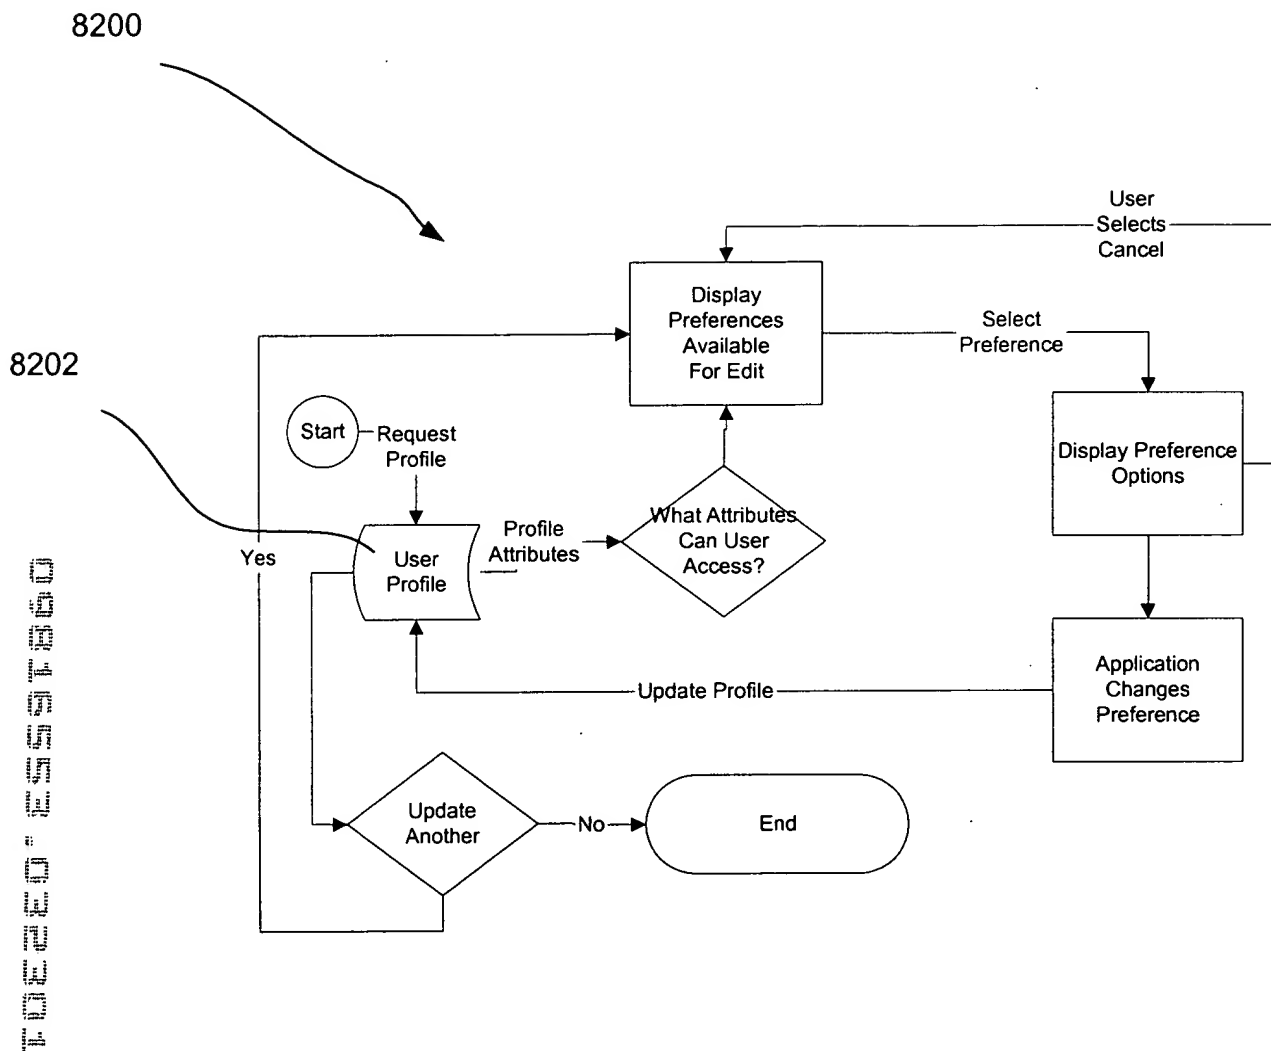 8200
User
Selects
Cancel
Display
Preferences
Available
For Edit
Select
Preference
8202
Start
Request
Profile
Display Preference
Options
What Attributes
Can User
Access?
Profile
Attributes
User
Profile
Yes
Application
Changes
Preference
Update Profile
Update
Another
No
End
09815551890